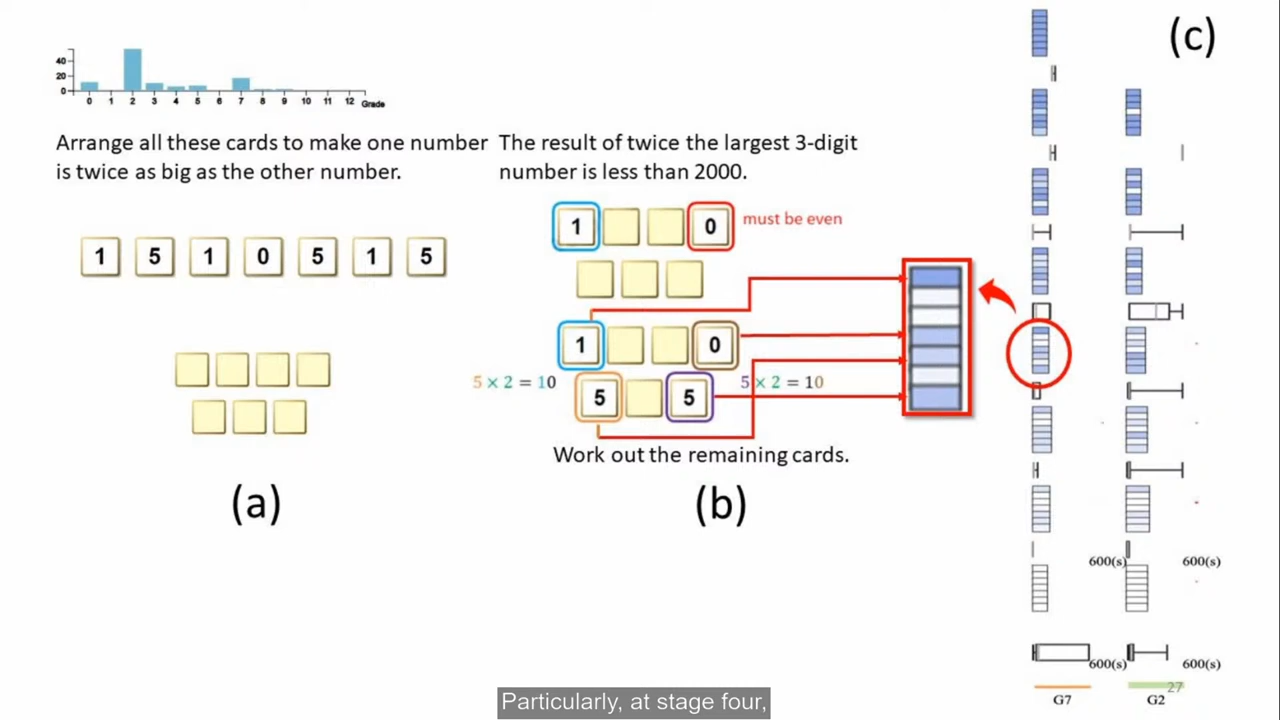 (c)
40
20
0
0 1 2 3 4 5 6 7 8 9 10 11 12 Grade
Arrange all these cards to make one number
is twice as big as the other number.
The result of twice the largest 3-digit
number is less than 2000.
1 0 must be even
1 5 1 0 5 1 5
1 0
5 × 2 = 10 5 5 5 × 2 = 10
Work out the remaining cards.
(a)
(b)
600(s) 600(s)
600(s) 600(s)
27
G7 G2
Particularly, at stage four,